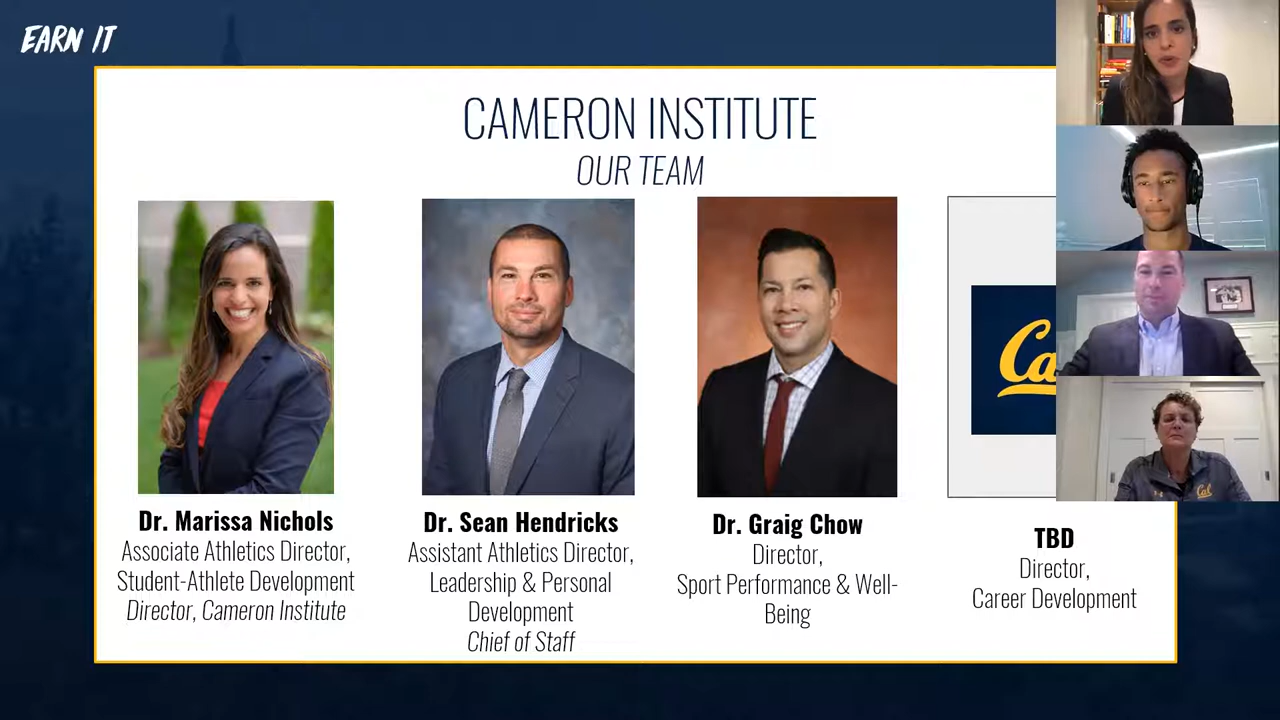 EARN IT
CAMERON INSTITUTE
OUR TEAM
Dr. Marissa Nichols
Associate Athletics Director,
Student-Athlete Development
Director, Cameron Institute
Dr. Sean Hendricks
Assistant Athletics Director,
Leadership & Personal
Development
Chief of Staff
Dr. Graig Chow
Director,
Sport Performance & Well-
Being
Ca
TBD
Director,
Career Development
Cal